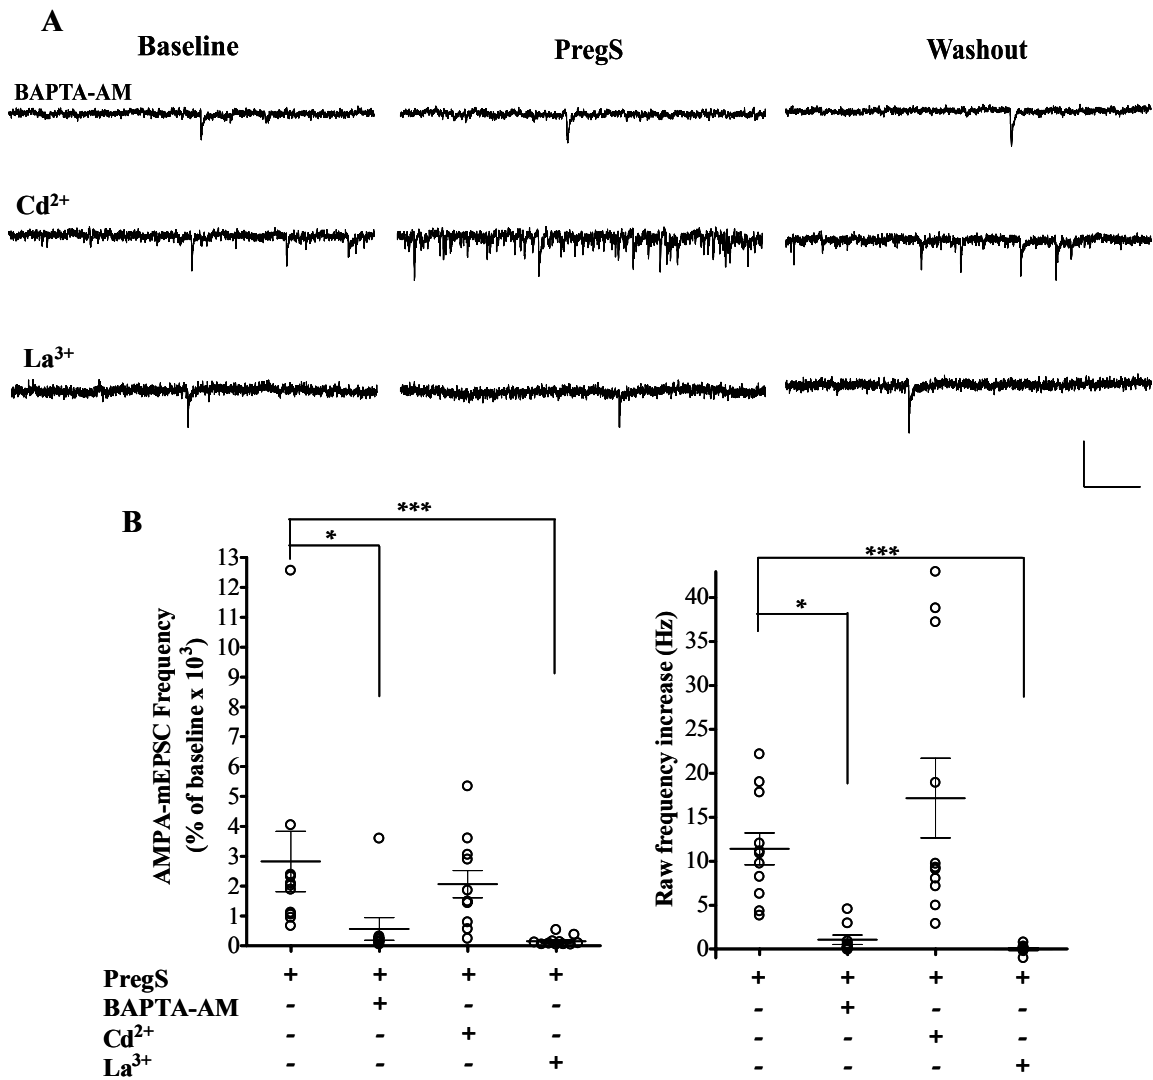 A
Baseline PregS Washout
BAPTA-AM
Cd²⁺
La³⁺
B
***
*
***
*
AMPA-mEPSC Frequency
(% of baseline x 10³)
13
12
11
10
9
8
7
6
5
4
3
2
1
0
Raw frequency increase (Hz)
40
35
30
25
20
15
10
5
0
PregS + + + + + + + +
BAPTA-AM - + - - - + - -
Cd²⁺ - - + - - - + -
La³⁺ - - - + - - - +